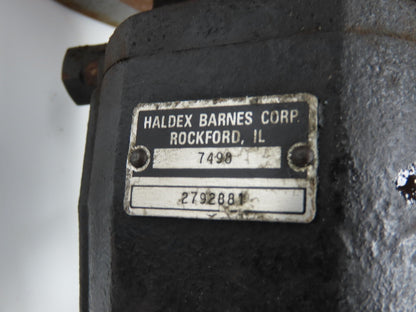 HALDEX BARNES CORP.
ROCKFORD, IL
7498
2792881